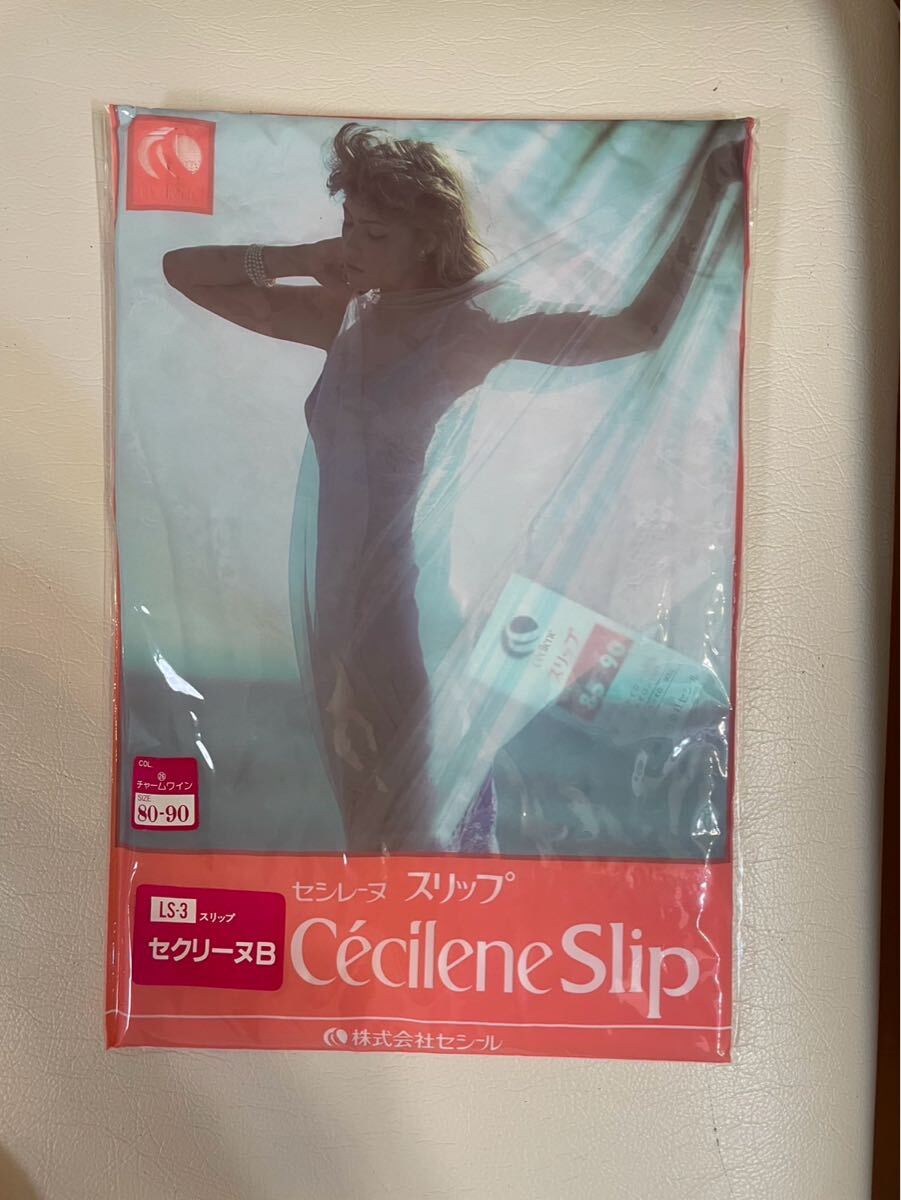 Cécilene
スリップ
85 90
COL.
㉖
チャームワイン
SIZE
80-90
セシレーヌ スリップ
LS-3 スリップ
セクリーヌB
Cécilene Slip
株式会社セシール